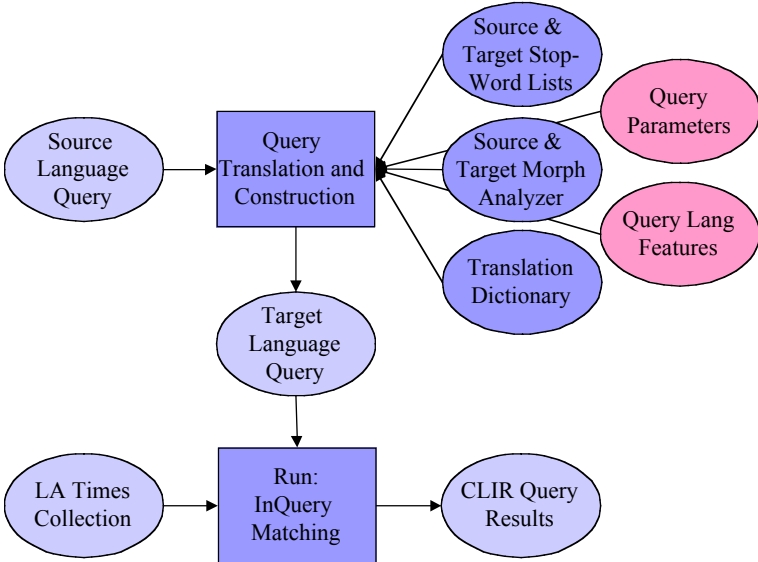 Source &
Target Stop-
Word Lists
Query
Parameters
Source
Language
Query
Query
Translation and
Construction
Source &
Target Morph
Analyzer
Query Lang
Features
Translation
Dictionary
Target
Language
Query
LA Times
Collection
Run:
InQuery
Matching
CLIR Query
Results